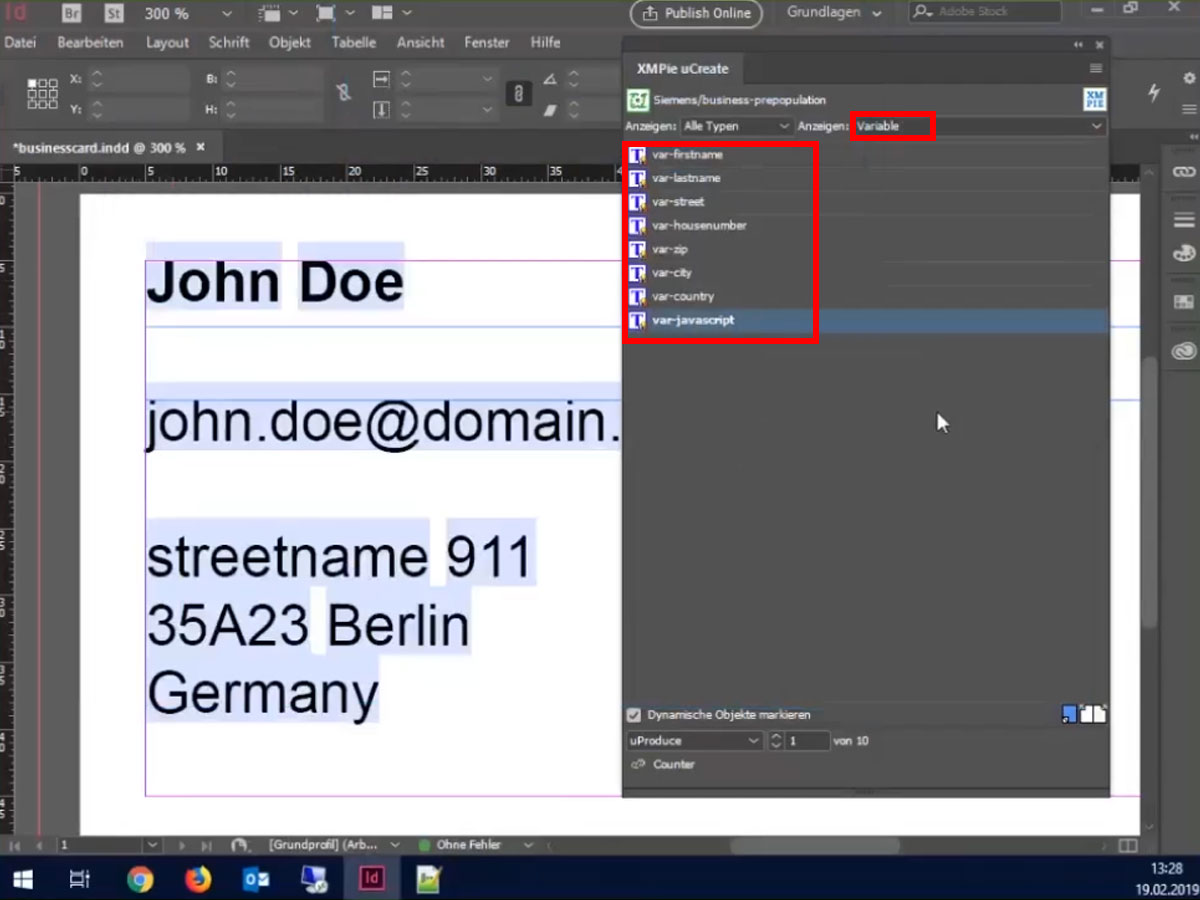 Id Br St 300 % Publish Online Grundlagen Adobe Stock
Datei Bearbeiten Layout Schrift Objekt Tabelle Ansicht Fenster Hilfe
X: B:
Y: H:
*businesscard.indd @ 300 % ×
5 0 5 10 15 20 25 30 35
XMPie uCreate
Siemens/business-prepopulation XM PIE
Anzeigen: Alle Typen Anzeigen: Variable
T var-firstname
T var-lastname
T var-street
T var-housenumber
T var-zip
T var-city
T var-country
T var-javascript
John Doe
john.doe@domain.
streetname 911
35A23 Berlin
Germany
Dynamische Objekte markieren
uProduce 1 von 10
Counter
1 [Grundprofil] (Arb... Ohne Fehler
Id
13:28
19.02.2019